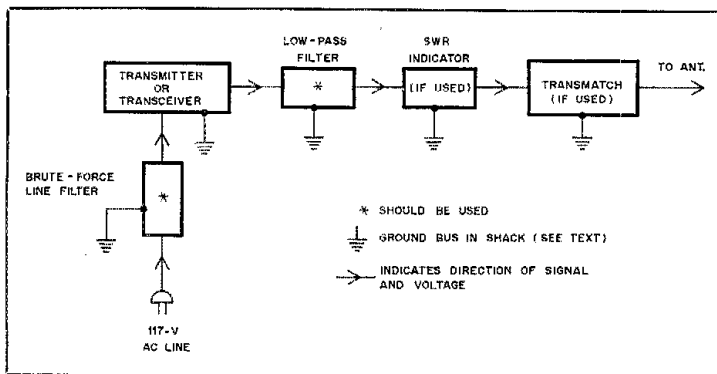 LOW-PASS
FILTER
SWR
INDICATOR
TO ANT.
TRANSMITTER
OR
TRANSCEIVER
*
(IF USED)
TRANSMATCH
(IF USED)
BRUTE-FORCE
LINE FILTER
*
* SHOULD BE USED
GROUND BUS IN SHACK (SEE TEXT)
INDICATES DIRECTION OF SIGNAL
AND VOLTAGE
117-V
AC LINE